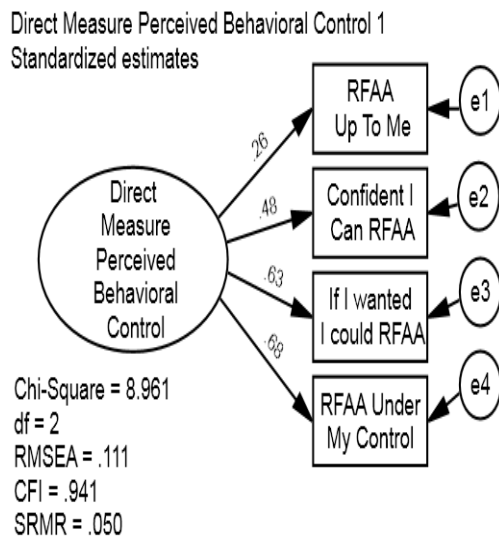 Direct Measure Perceived Behavioral Control 1
Standardized estimates
RFAA
Up To Me
e1
.26
Confident I
Can RFAA
e2
.48
Direct
Measure
Perceived
Behavioral
Control
.63
If I wanted
I could RFAA
e3
.68
RFAA Under
My Control
e4
Chi-Square = 8.961
df = 2
RMSEA = .111
CFI = .941
SRMR = .050